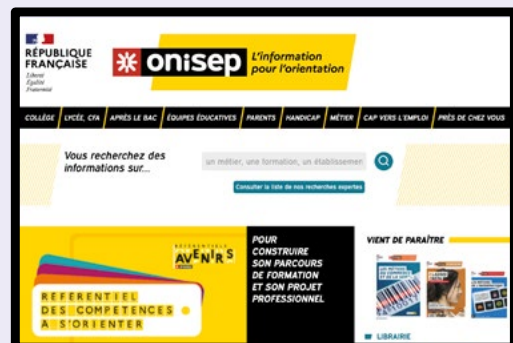 RÉPUBLIQUE
FRANÇAISE
Liberté
Égalité
Fraternité
onisep
L'information
pour l'orientation
COLLÈGE LYCÉE, CFA APRÈS LE BAC ÉQUIPES ÉDUCATIVES PARENTS HANDICAP MÉTIER CAP VERS L'EMPLOI PRÈS DE CHEZ VOUS
Vous recherchez des
informations sur...
un métier, une formation, un établissemen
Consulter la liste de nos recherches expertes
RÉFÉRENTIELS
AVENIRS
RÉFÉRENTIEL
DES COMPÉTENCES
À S'ORIENTER
POUR
CONSTRUIRE
SON PARCOURS
DE FORMATION
ET SON PROJET
PROFESSIONNEL
VIENT DE PARAÎTRE
LIBRAIRIE